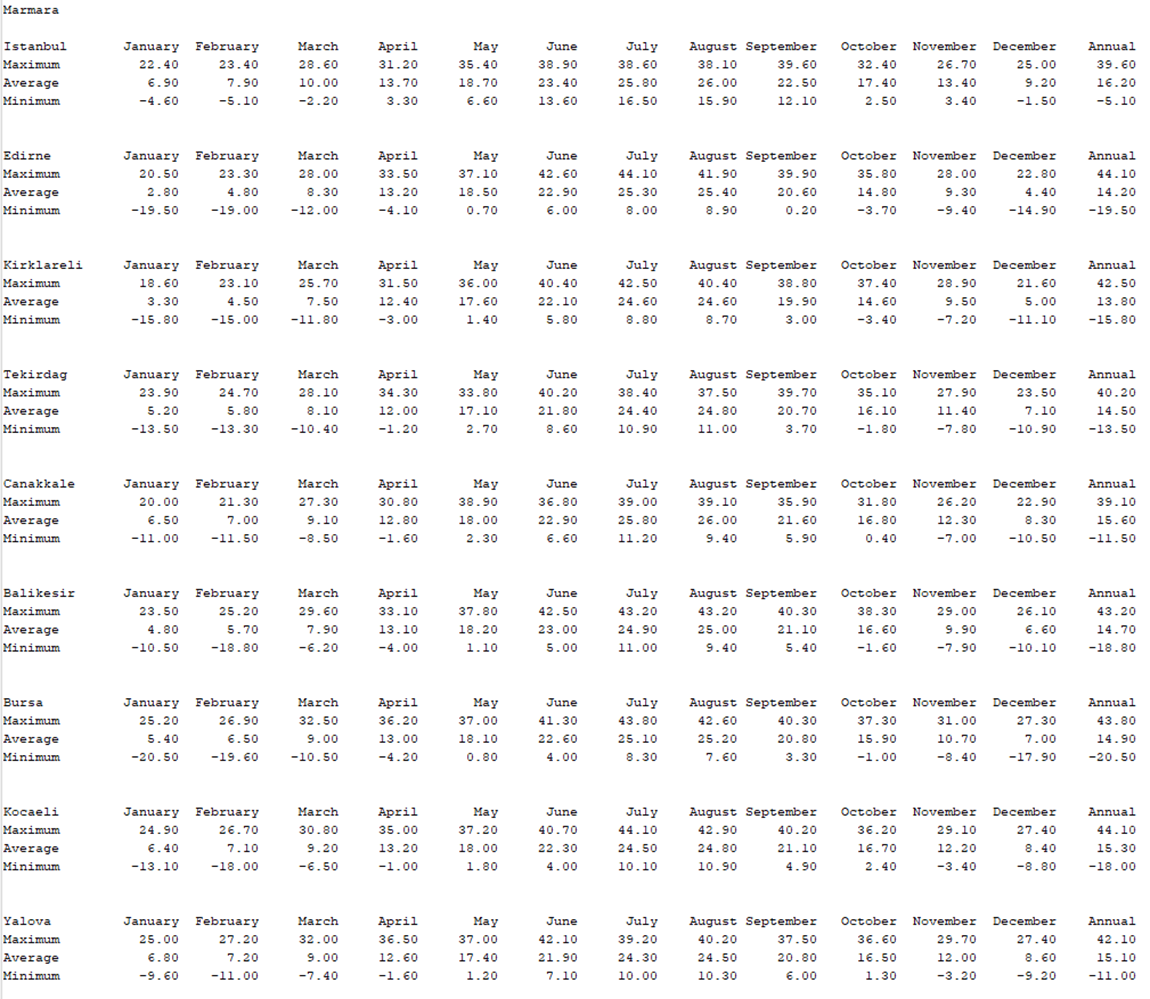 Marmara
Istanbul January February March April May June July August September October November December Annual
Maximum 22.40 23.40 28.60 31.20 35.40 38.90 38.60 38.10 39.60 32.40 26.70 25.00 39.60
Average 6.90 7.90 10.00 13.70 18.70 23.40 25.80 26.00 22.50 17.40 13.40 9.20 16.20
Minimum -4.60 -5.10 -2.20 3.30 6.60 13.60 16.50 15.90 12.10 2.50 3.40 -1.50 -5.10
Edirne January February March April May June July August September October November December Annual
Maximum 20.50 23.30 28.00 33.50 37.10 42.60 44.10 41.90 39.90 35.80 28.00 22.80 44.10
Average 2.80 4.80 8.30 13.20 18.50 22.90 25.30 25.40 20.60 14.80 9.30 4.40 14.20
Minimum -19.50 -19.00 -12.00 -4.10 0.70 6.00 8.00 8.90 0.20 -3.70 -9.40 -14.90 -19.50
Kirklareli January February March April May June July August September October November December Annual
Maximum 18.60 23.10 25.70 31.50 36.00 40.40 42.50 40.40 38.80 37.40 28.90 21.60 42.50
Average 3.30 4.50 7.50 12.40 17.60 22.10 24.60 24.60 19.90 14.60 9.50 5.00 13.80
Minimum -15.80 -15.00 -11.80 -3.00 1.40 5.80 8.80 8.70 3.00 -3.40 -7.20 -11.10 -15.80
Tekirdag January February March April May June July August September October November December Annual
Maximum 23.90 24.70 28.10 34.30 33.80 40.20 38.40 37.50 39.70 35.10 27.90 23.50 40.20
Average 5.20 5.80 8.10 12.00 17.10 21.80 24.40 24.80 20.70 16.10 11.40 7.10 14.50
Minimum -13.50 -13.30 -10.40 -1.20 2.70 8.60 10.90 11.00 3.70 -1.80 -7.80 -10.90 -13.50
Canakkale January February March April May June July August September October November December Annual
Maximum 20.00 21.30 27.30 30.80 38.90 36.80 39.00 39.10 35.90 31.80 26.20 22.90 39.10
Average 6.50 7.00 9.10 12.80 18.00 22.90 25.80 26.00 21.60 16.80 12.30 8.30 15.60
Minimum -11.00 -11.50 -8.50 -1.60 2.30 6.60 11.20 9.40 5.90 0.40 -7.00 -10.50 -11.50
Balikesir January February March April May June July August September October November December Annual
Maximum 23.50 25.20 29.60 33.10 37.80 42.50 43.20 43.20 40.30 38.30 29.00 26.10 43.20
Average 4.80 5.70 7.90 13.10 18.20 23.00 24.90 25.00 21.10 16.60 9.90 6.60 14.70
Minimum -10.50 -18.80 -6.20 -4.00 1.10 5.00 11.00 9.40 5.40 -1.60 -7.90 -10.10 -18.80
Bursa January February March April May June July August September October November December Annual
Maximum 25.20 26.90 32.50 36.20 37.00 41.30 43.80 42.60 40.30 37.30 31.00 27.30 43.80
Average 5.40 6.50 9.00 13.00 18.10 22.60 25.10 25.20 20.80 15.90 10.70 7.00 14.90
Minimum -20.50 -19.60 -10.50 -4.20 0.80 4.00 8.30 7.60 3.30 -1.00 -8.40 -17.90 -20.50
Kocaeli January February March April May June July August September October November December Annual
Maximum 24.90 26.70 30.80 35.00 37.20 40.70 44.10 42.90 40.20 36.20 29.10 27.40 44.10
Average 6.40 7.10 9.20 13.20 18.00 22.30 24.50 24.80 21.10 16.70 12.20 8.40 15.30
Minimum -13.10 -18.00 -6.50 -1.00 1.80 4.00 10.10 10.90 4.90 2.40 -3.40 -8.80 -18.00
Yalova January February March April May June July August September October November December Annual
Maximum 25.00 27.20 32.00 36.50 37.00 42.10 39.20 40.20 37.50 36.60 29.70 27.40 42.10
Average 6.80 7.20 9.00 12.60 17.40 21.90 24.30 24.50 20.80 16.50 12.00 8.60 15.10
Minimum -9.60 -11.00 -7.40 -1.60 1.20 7.10 10.00 10.30 6.00 1.30 -3.20 -9.20 -11.00